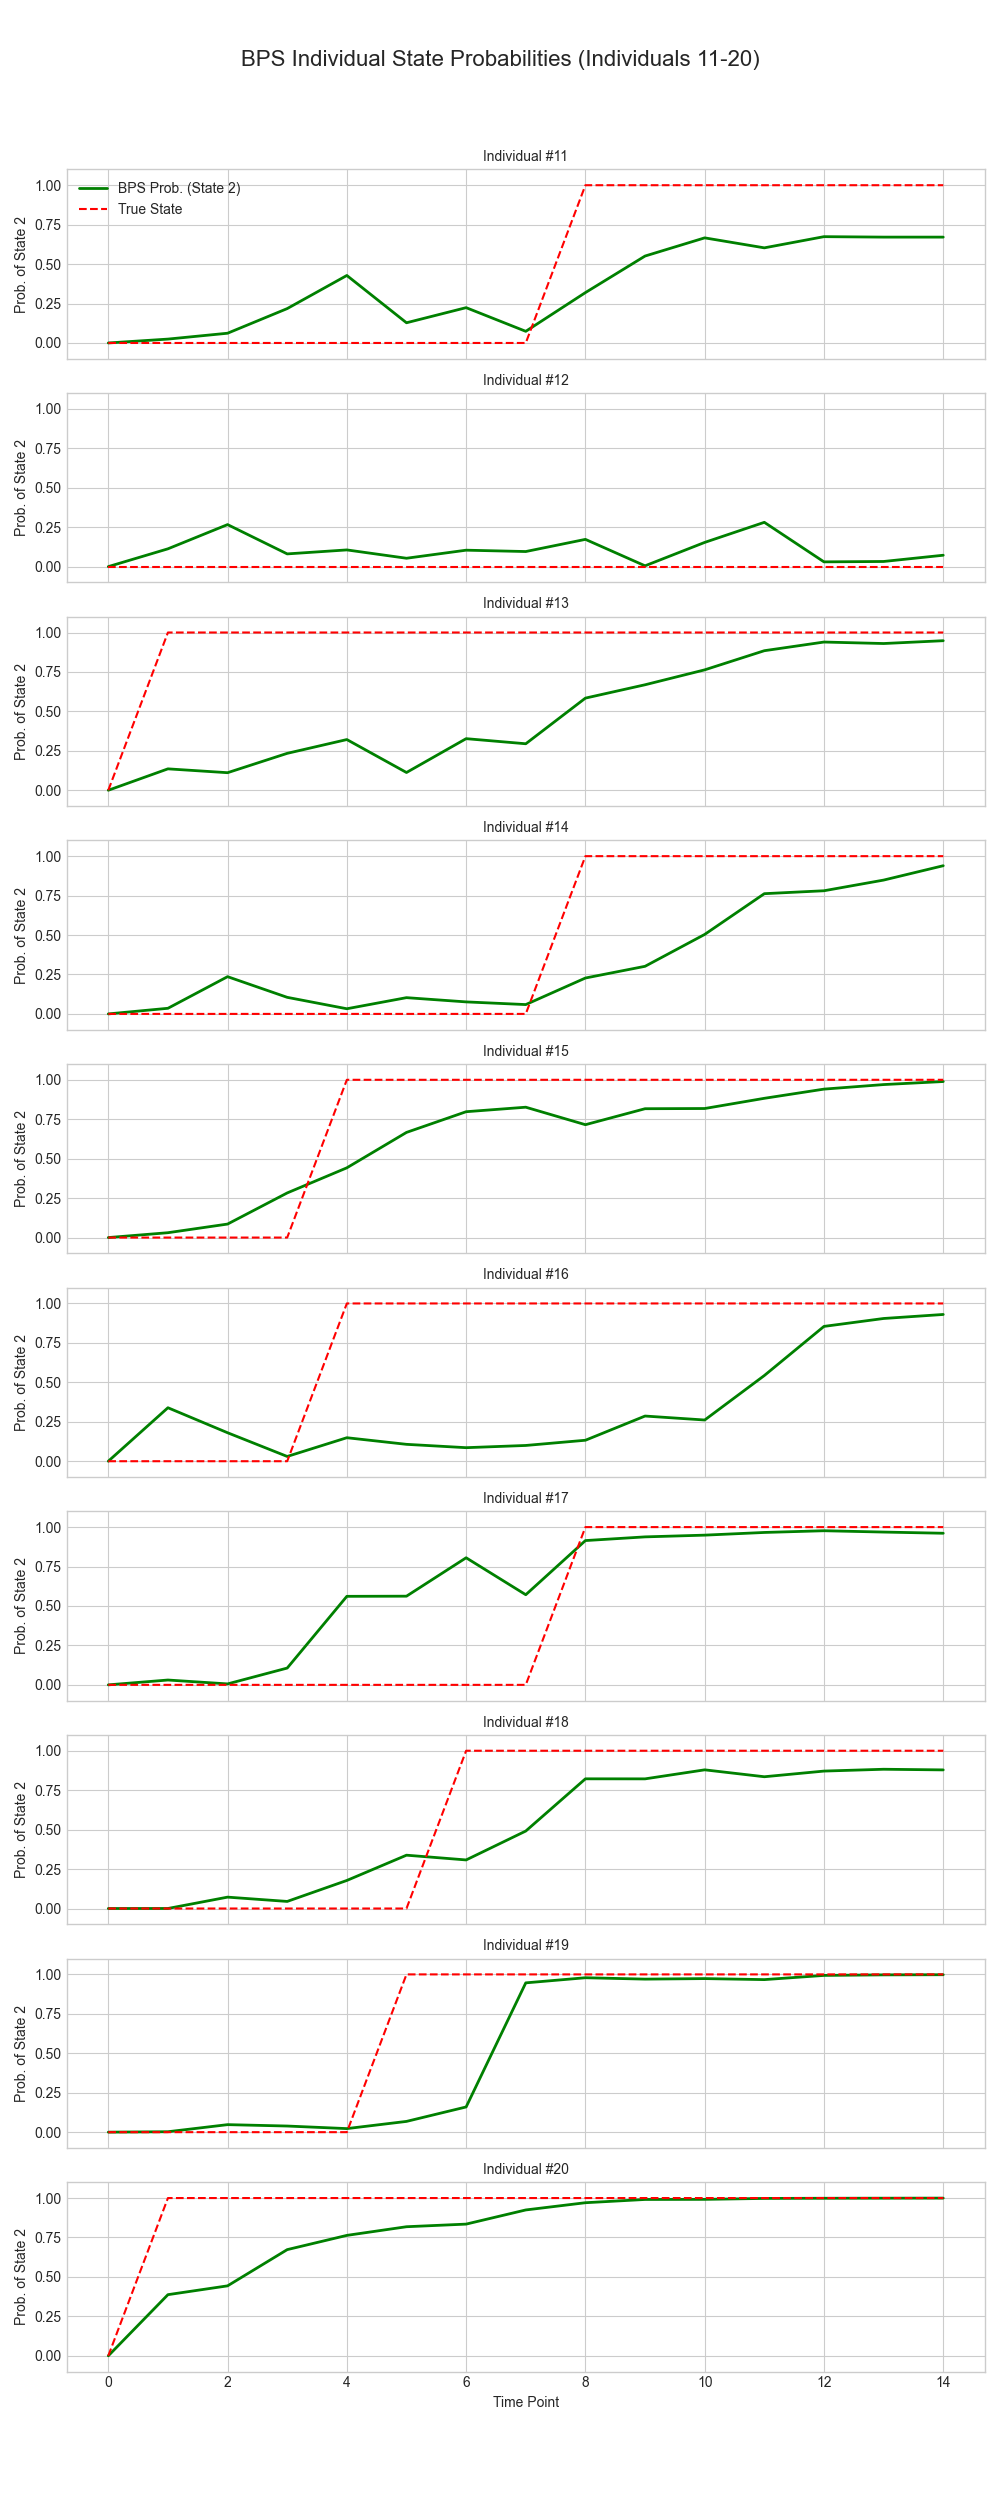 BPS Individual State Probabilities (Individuals 11-20)
Individual #11
BPS Prob. (State 2)
True State
Prob. of State 2
1.00
0.75
0.50
0.25
0.00
Individual #12
Prob. of State 2
1.00
0.75
0.50
0.25
0.00
Individual #13
Prob. of State 2
1.00
0.75
0.50
0.25
0.00
Individual #14
Prob. of State 2
1.00
0.75
0.50
0.25
0.00
Individual #15
Prob. of State 2
1.00
0.75
0.50
0.25
0.00
Individual #16
Prob. of State 2
1.00
0.75
0.50
0.25
0.00
Individual #17
Prob. of State 2
1.00
0.75
0.50
0.25
0.00
Individual #18
Prob. of State 2
1.00
0.75
0.50
0.25
0.00
Individual #19
Prob. of State 2
1.00
0.75
0.50
0.25
0.00
Individual #20
Prob. of State 2
1.00
0.75
0.50
0.25
0.00
0 2 4 6 8 10 12 14
Time Point